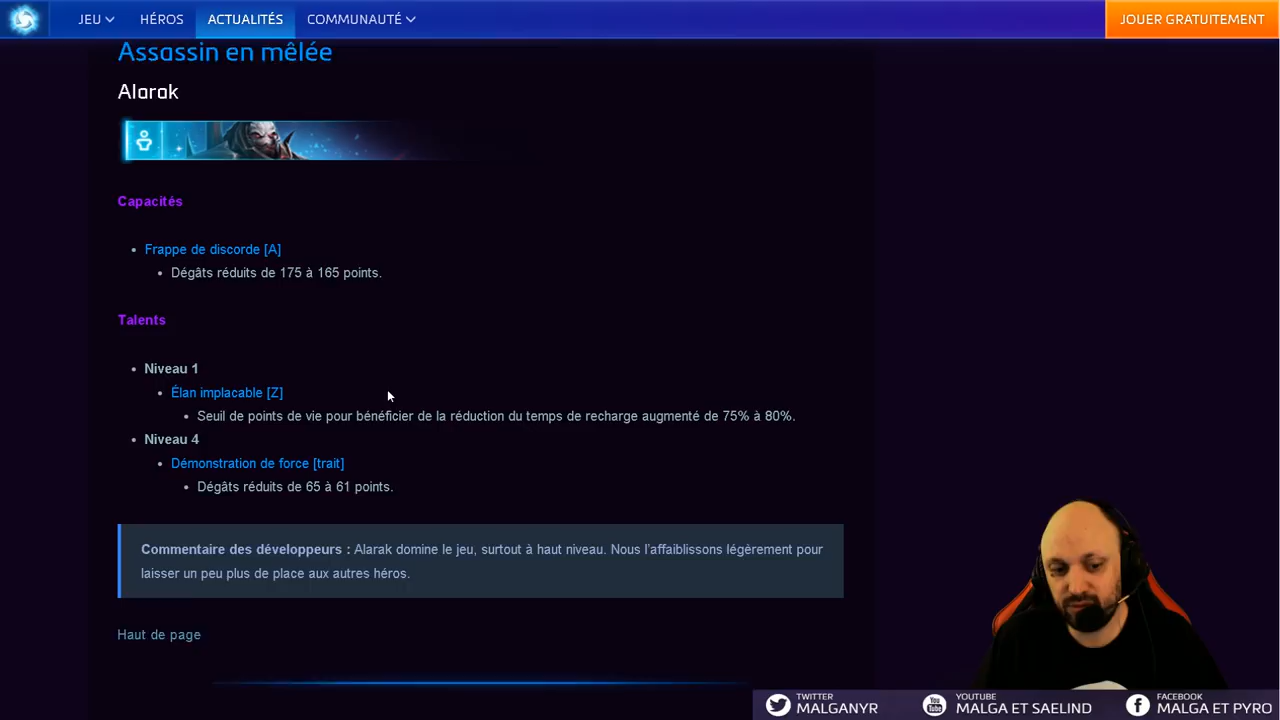 JEU HÉROS ACTUALITÉS COMMUNAUTÉ JOUER GRATUITEMENT
Assassin en mêlée
Alarak
Capacités
Frappe de discorde [A]
Dégâts réduits de 175 à 165 points.
Talents
Niveau 1
Élan implacable [Z]
Seuil de points de vie pour bénéficier de la réduction du temps de recharge augmenté de 75% à 80%.
Niveau 4
Démonstration de force [trait]
Dégâts réduits de 65 à 61 points.
Commentaire des développeurs : Alarak domine le jeu, surtout à haut niveau. Nous l'affaiblissons légèrement pour
laisser un peu plus de place aux autres héros.
Haut de page
TWITTER
MALGANYR
YOUTUBE
MALGA ET SAELIND
FACEBOOK
MALGA ET PYRO